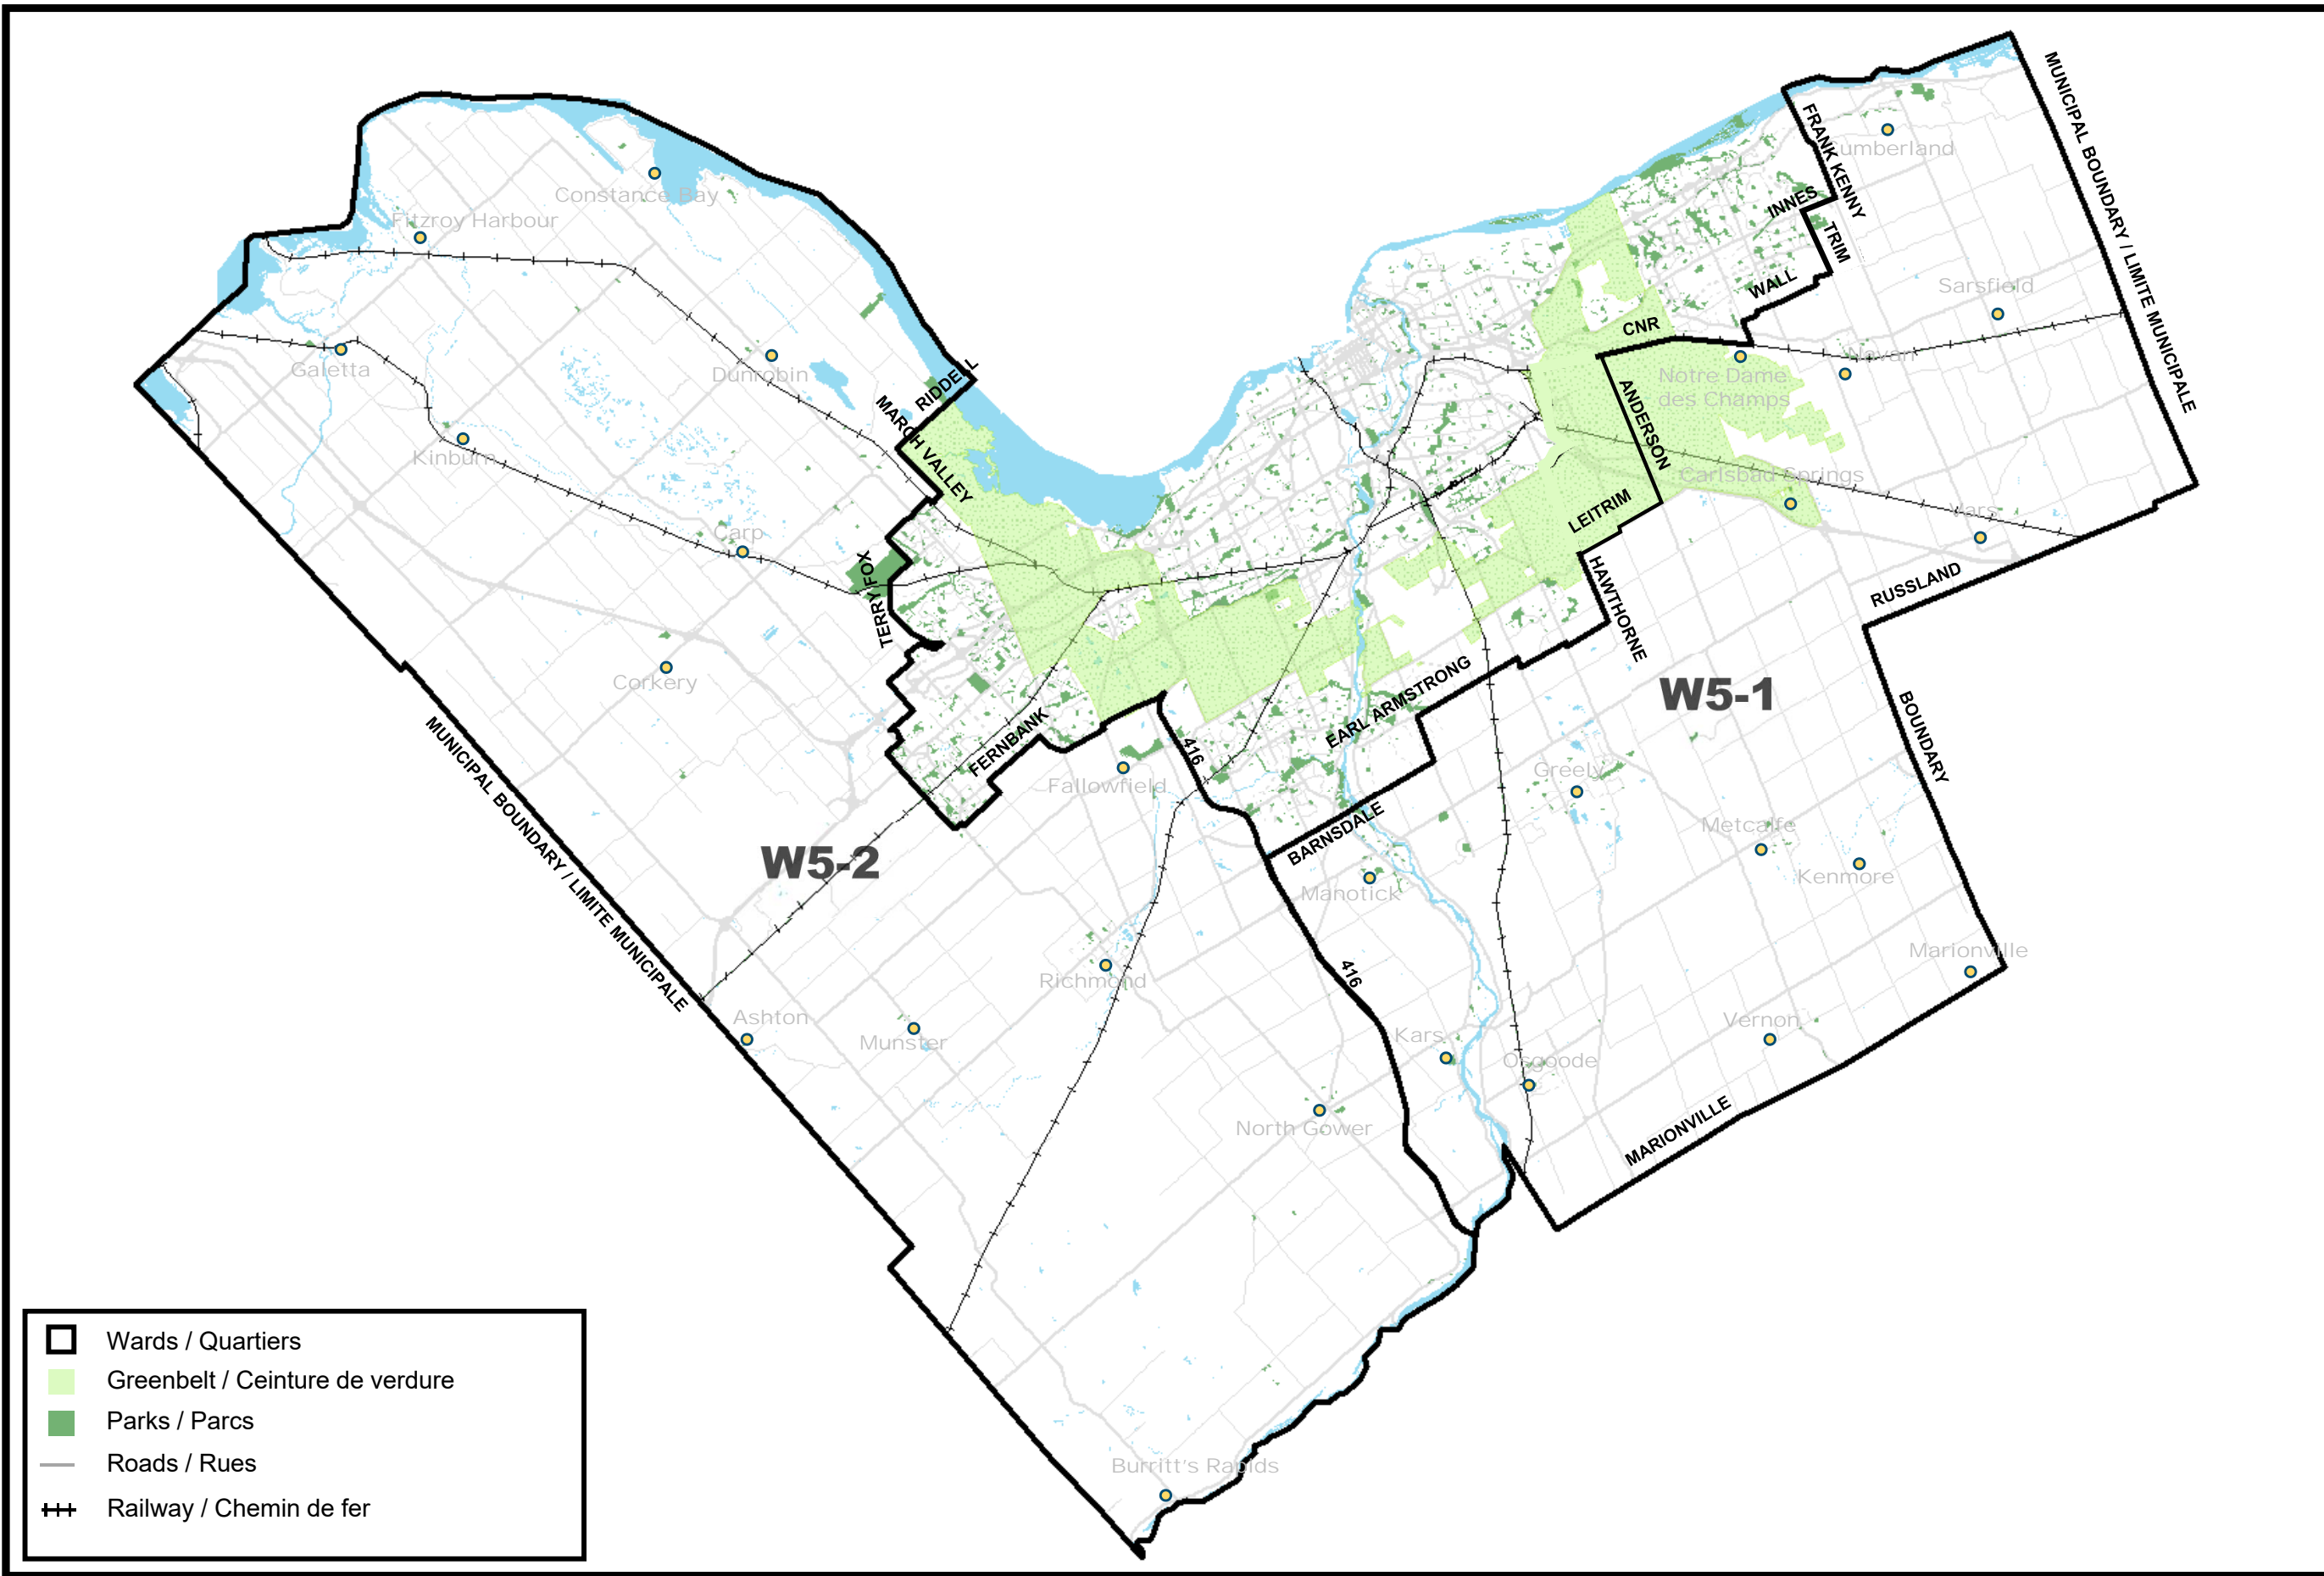 MUNICIPAL BOUNDARY / LIMITE MUNICIPALE
FRANK KENNY
Cumberland
Constance Bay
INNES
Fitzroy Harbour
TRIM
WALL
Sarsfield
CNR
Navan
Galetta
Dunrobin
RIDDELL
Notre Dame
des Champs
MARCH VALLEY
ANDERSON
Kinburn
Carlsbad Springs
LEITRIM
Vars
Carp
TERRY FOX
HAWTHORNE
RUSSLAND
Corkery
EARL ARMSTRONG
W5-1
BOUNDARY
FERNBANK
416
Fallowfield
Greely
MUNICIPAL BOUNDARY / LIMITE MUNICIPALE
BARNSDALE
Metcalfe
W5-2
Manotick
Kenmore
Marionville
416
Richmond
Ashton
Munster
Kars
Vernon
Osgoode
North Gower
MARIONVILLE
Burritt's Rapids
Wards / Quartiers
Greenbelt / Ceinture de verdure
Parks / Parcs
Roads / Rues
Railway / Chemin de fer